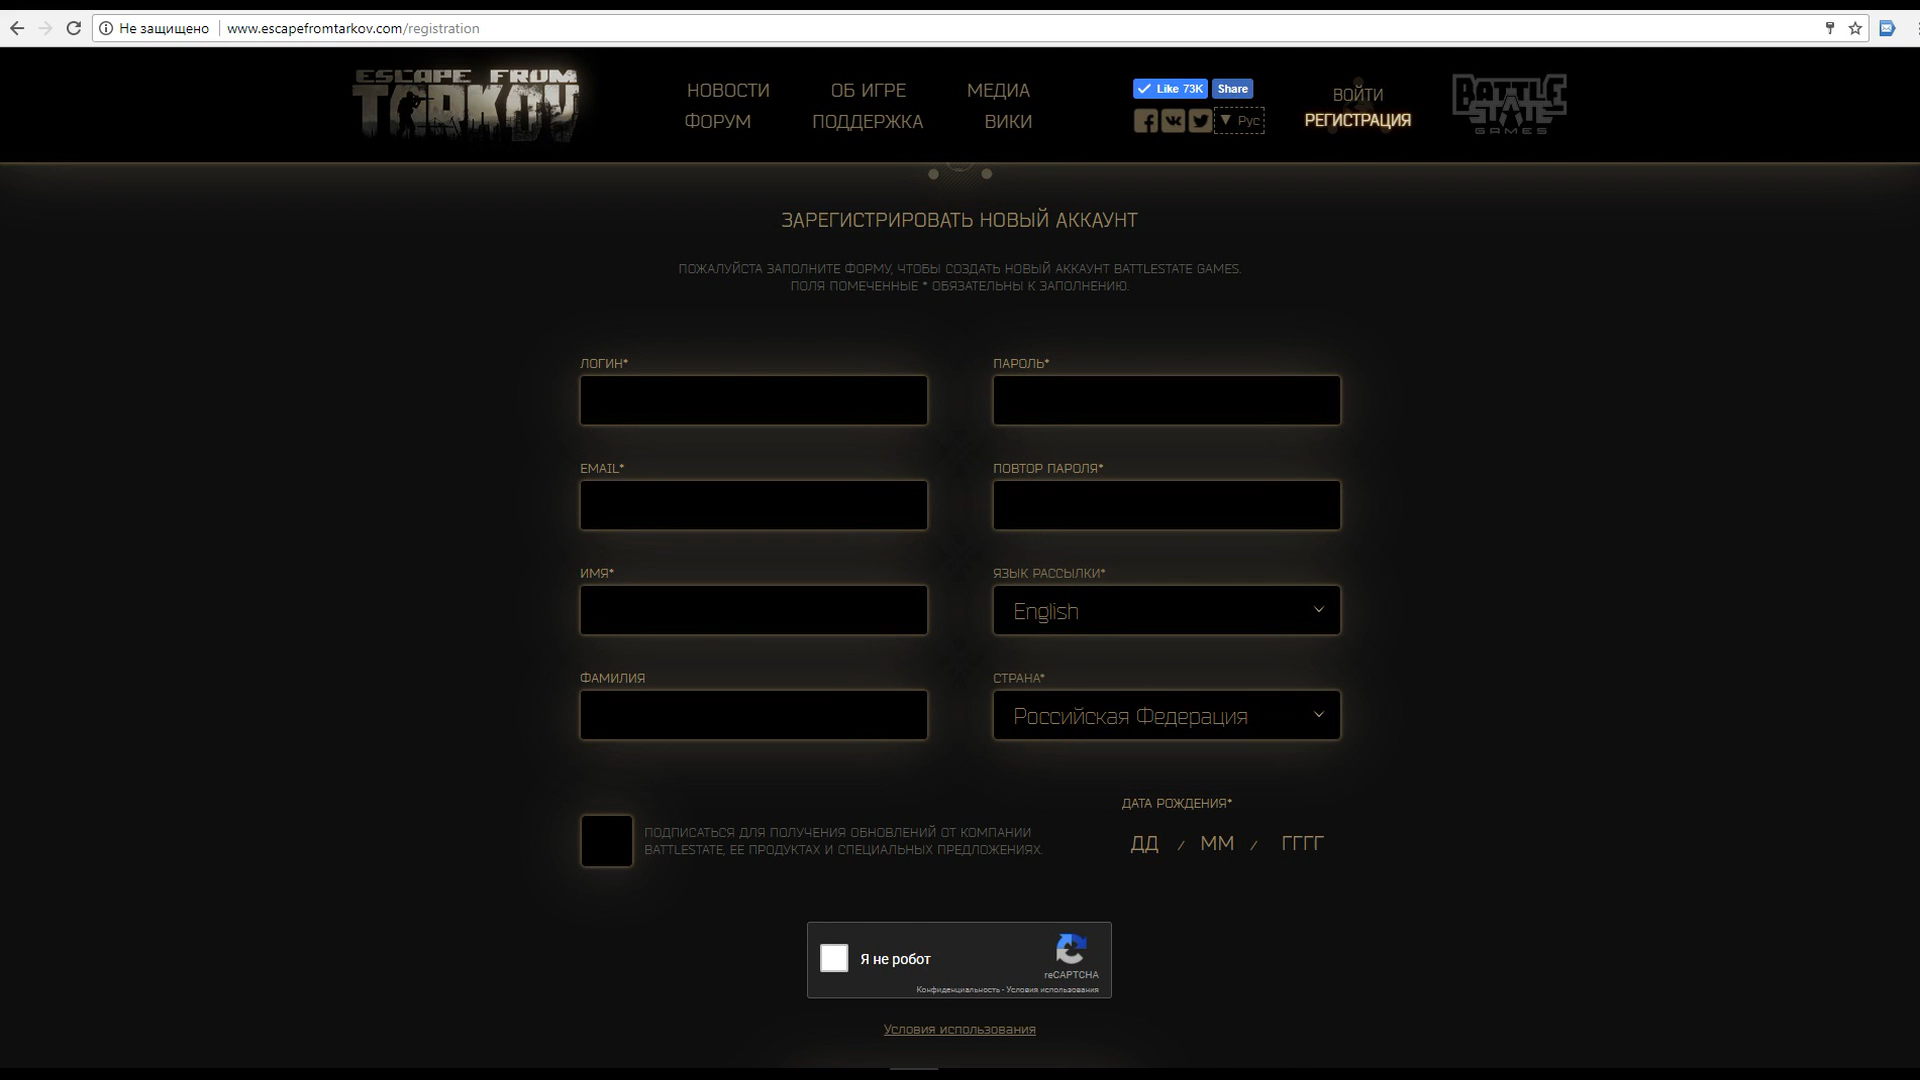 Не защищено
www.escapefromtarkov.com/registration
ESCAPE FROM
TARKOV
НОВОСТИ
ОБ ИГРЕ
МЕДИА
ФОРУМ
ПОДДЕРЖКА
ВИКИ
Like 73K
Share
▼ Рус
ВОЙТИ
РЕГИСТРАЦИЯ
BATTLE
STATE
GAMES
ЗАРЕГИСТРИРОВАТЬ НОВЫЙ АККАУНТ
ПОЖАЛУЙСТА ЗАПОЛНИТЕ ФОРМУ, ЧТОБЫ СОЗДАТЬ НОВЫЙ АККАУНТ BATTLESTATE GAMES.
ПОЛЯ ПОМЕЧЕННЫЕ * ОБЯЗАТЕЛЬНЫ К ЗАПОЛНЕНИЮ.
ЛОГИН*
ПАРОЛЬ*
EMAIL*
ПОВТОР ПАРОЛЯ*
ИМЯ*
ЯЗЫК РАССЫЛКИ*
English
ФАМИЛИЯ
СТРАНА*
Российская Федерация
ДАТА РОЖДЕНИЯ*
ДД / ММ / ГГГГ
ПОДПИСАТЬСЯ ДЛЯ ПОЛУЧЕНИЯ ОБНОВЛЕНИЙ ОТ КОМПАНИИ
BATTLESTATE, ЕЕ ПРОДУКТАХ И СПЕЦИАЛЬНЫХ ПРЕДЛОЖЕНИЯХ.
Я не робот
reCAPTCHA
Конфиденциальность - Условия использования
Условия использования